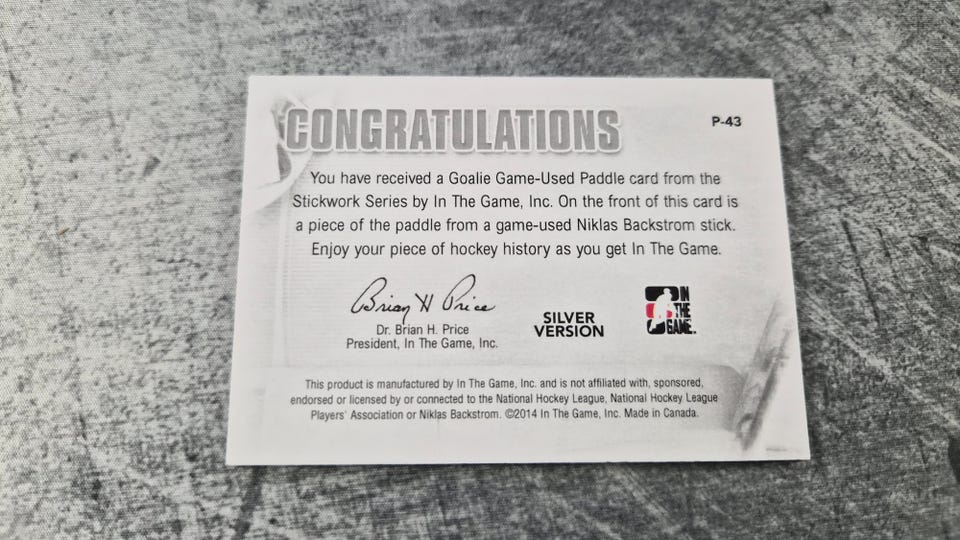 CONGRATULATIONS
P-43
You have received a Goalie Game-Used Paddle card from the
Stickwork Series by In The Game, Inc. On the front of this card is
a piece of the paddle from a game-used Niklas Backstrom stick.
Enjoy your piece of hockey history as you get In The Game.
Brian H Price
Dr. Brian H. Price
President, In The Game, Inc.
SILVER
VERSION
IN
THE
GAME
This product is manufactured by In The Game, Inc. and is not affiliated with, sponsored,
endorsed or licensed by or connected to the National Hockey League, National Hockey League
Players' Association or Niklas Backstrom. ©2014 In The Game, Inc. Made in Canada.